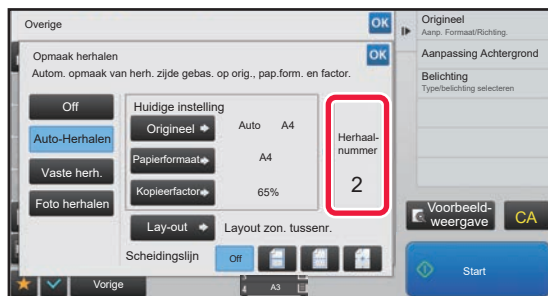 Overige
OK
Opmaak herhalen
OK
Autom. opmaak van herh. zijde gebas. op orig., pap.form. en factor.
Off
Auto-Herhalen
Vaste herh.
Foto herhalen
Huidige instelling
Origineel
Auto A4
Papierformaat
A4
Kopieerfactor
65%
Herhaal-
nummer
2
Lay-out
Layout zon. tussenr.
Scheidingslijn
Off
Vorige
A3
Origineel
Aanp. Formaat/Richting.
Aanpassing Achtergrond
Belichting
Type/belichting selecteren
Voorbeeld-
weergave
CA
Start